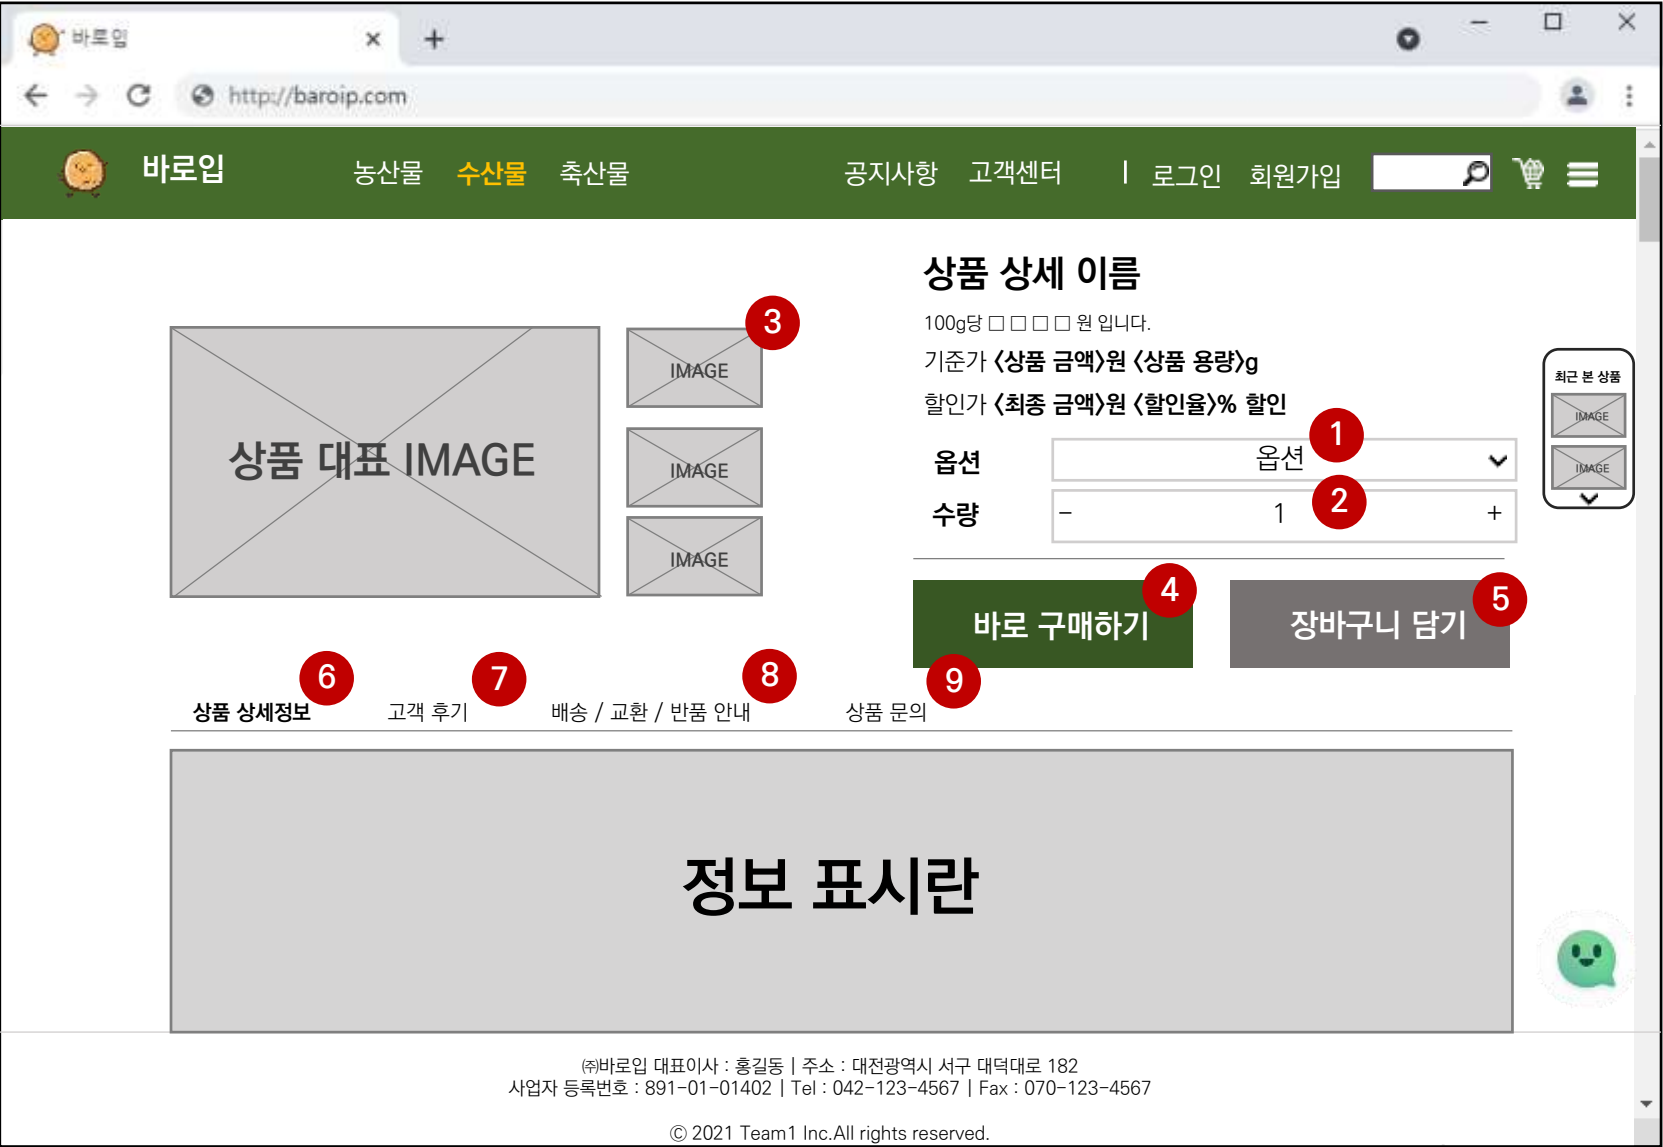 바로입
http://baroip.com
바로입 농산물 수산물 축산물 공지사항 고객센터 | 로그인 회원가입
상품 상세 이름
100g당 □ □ □ □ 원 입니다.
기준가 <상품 금액>원 <상품 용량>g
할인가 <최종 금액>원 <할인율>% 할인
옵션 옵션 1
수량 - 1 + 2
상품 대표 IMAGE
IMAGE 3
IMAGE
IMAGE
최근 본 상품
IMAGE
IMAGE
바로 구매하기 4
장바구니 담기 5
상품 상세정보 6
고객 후기 7
배송 / 교환 / 반품 안내 8
상품 문의 9
정보 표시란
㈜바로입 대표이사 : 홍길동 | 주소 : 대전광역시 서구 대덕대로 182
사업자 등록번호 : 891-01-01402 | Tel : 042-123-4567 | Fax : 070-123-4567
© 2021 Team1 Inc.All rights reserved.